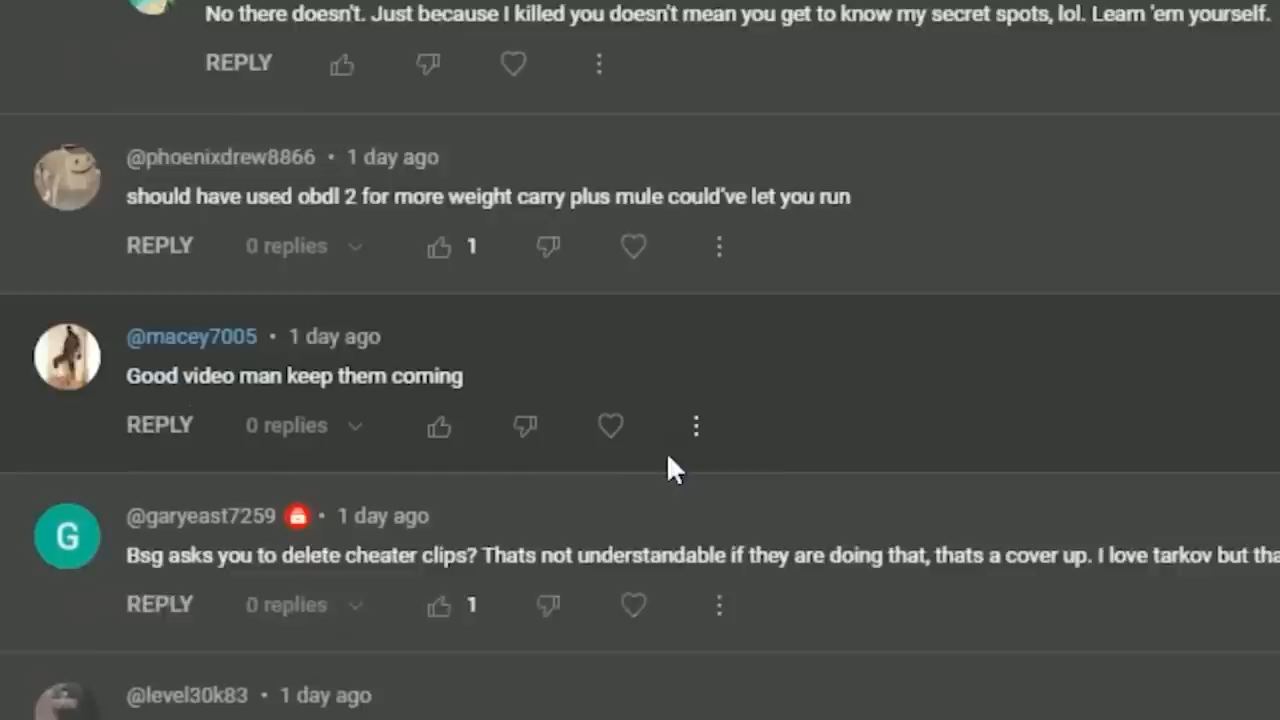 No there doesn't. Just because I killed you doesn't mean you get to know my secret spots, lol. Learn 'em yourself.
REPLY
@phoenixdrew8866 • 1 day ago
should have used obdl 2 for more weight carry plus mule could've let you run
REPLY 0 replies 1
@macey7005 • 1 day ago
Good video man keep them coming
REPLY 0 replies
G
@garyeast7259 • 1 day ago
Bsg asks you to delete cheater clips? Thats not understandable if they are doing that, thats a cover up. I love tarkov but tha
REPLY 0 replies 1
@level30k83 • 1 day ago